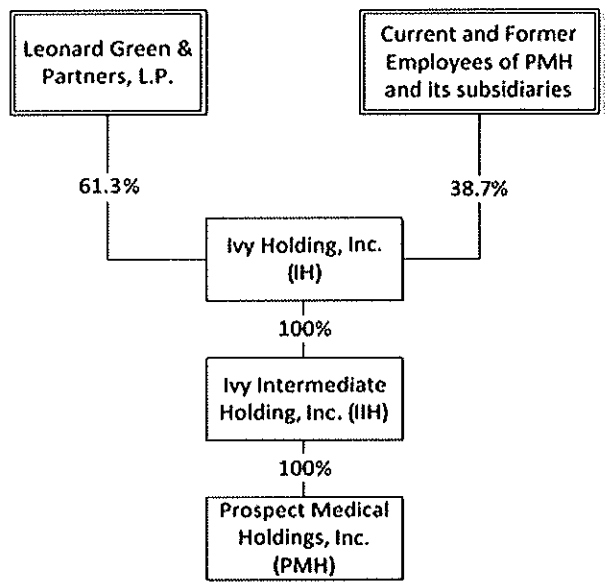 Leonard Green &
Partners, L.P.
Current and Former
Employees of PMH
and its subsidiaries
61.3%
38.7%
Ivy Holding, Inc.
(IH)
100%
Ivy Intermediate
Holding, Inc. (IIH)
100%
Prospect Medical
Holdings, Inc.
(PMH)